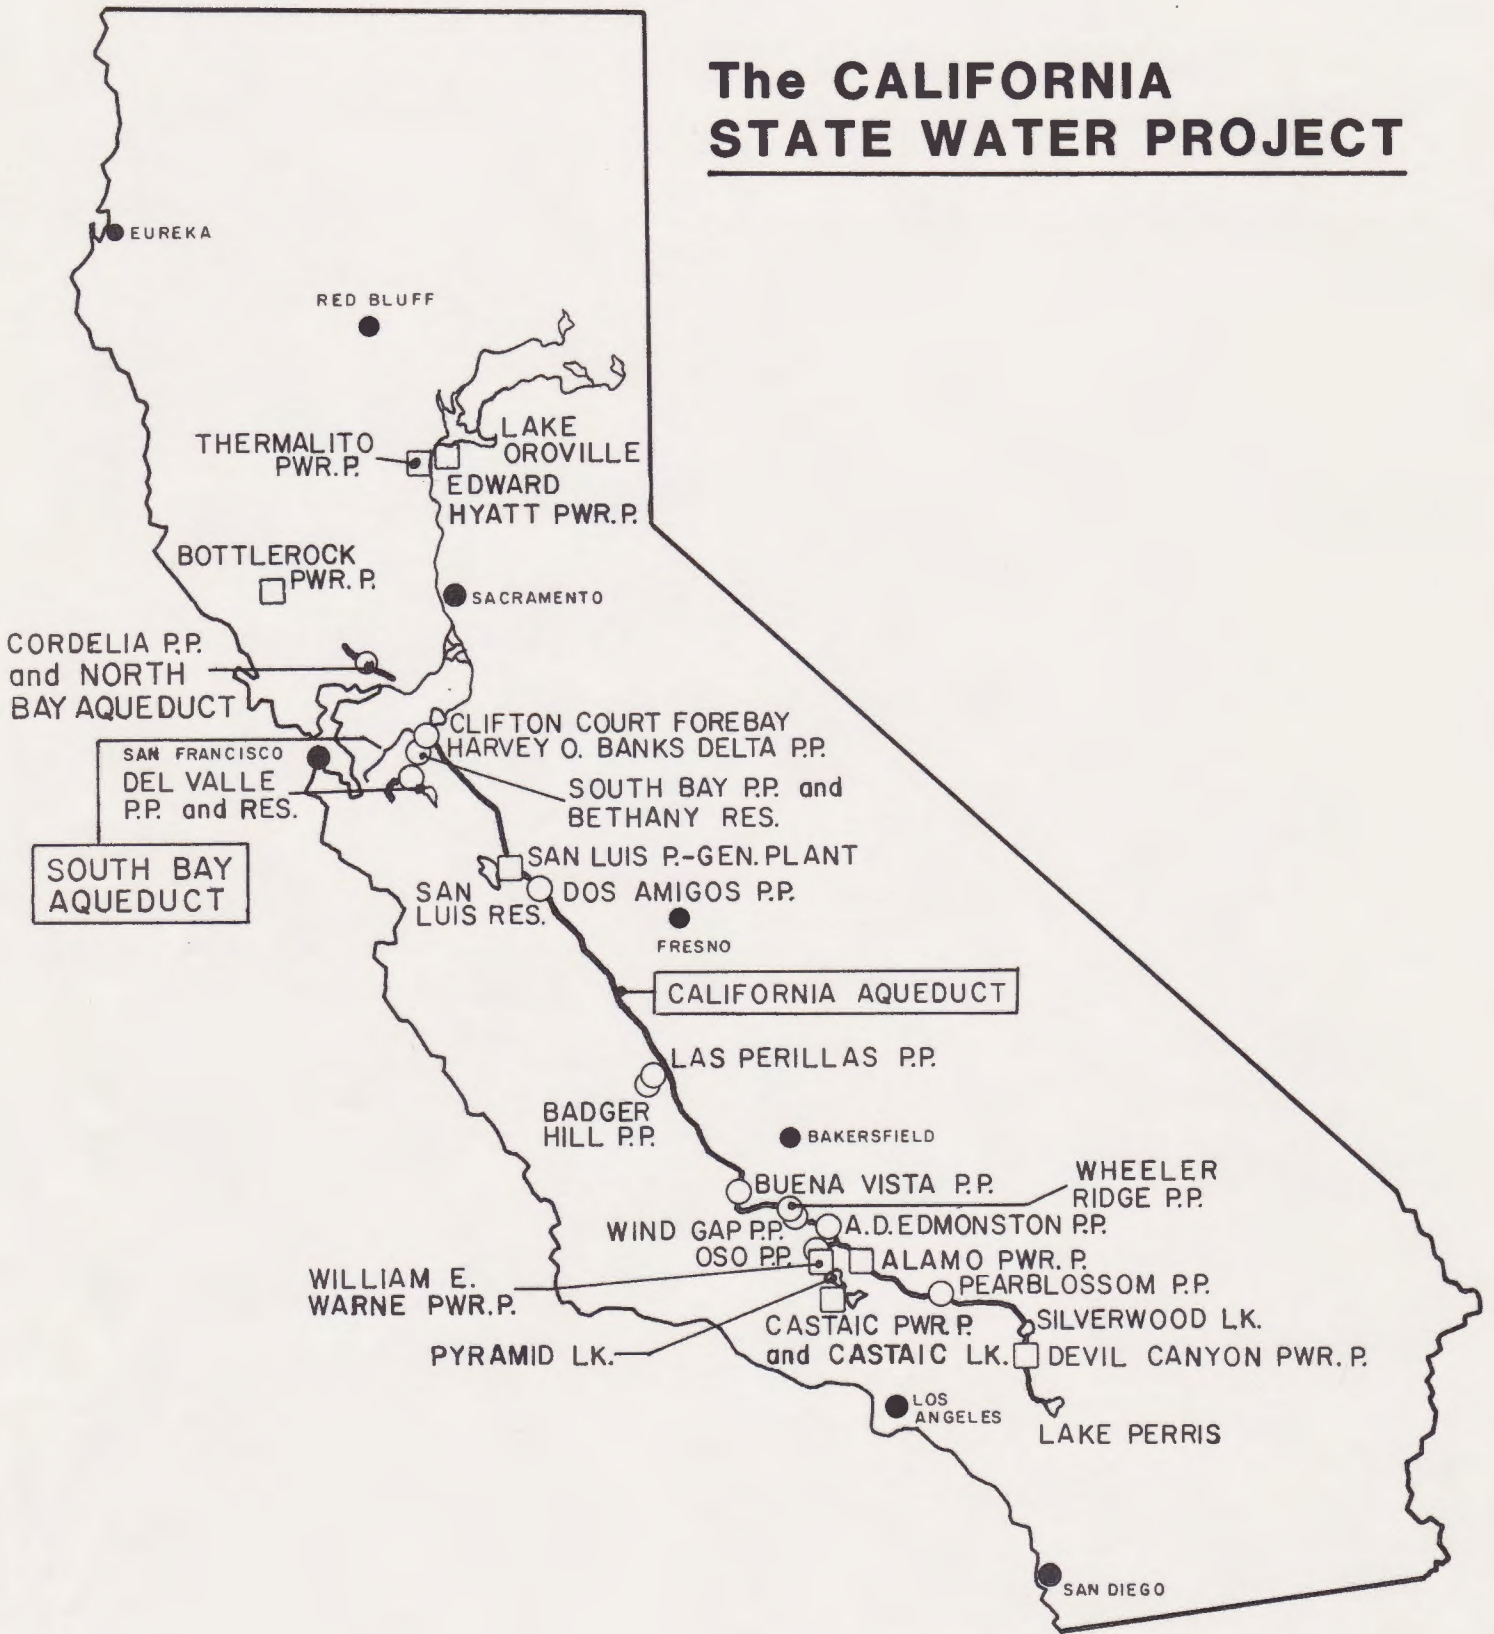 The CALIFORNIA
STATE WATER PROJECT
EUREKA
RED BLUFF
THERMALITO
PWR. P.
LAKE
OROVILLE
EDWARD
HYATT PWR. P.
BOTTLEROCK
PWR. P.
SACRAMENTO
CORDELIA P.P.
and NORTH
BAY AQUEDUCT
CLIFTON COURT FOREBAY
HARVEY O. BANKS DELTA P.P.
SAN FRANCISCO
DEL VALLE
P.P. and RES.
SOUTH BAY P.P. and
BETHANY RES.
SOUTH BAY
AQUEDUCT
SAN LUIS P.-GEN. PLANT
SAN
LUIS RES.
DOS AMIGOS P.P.
FRESNO
CALIFORNIA AQUEDUCT
LAS PERILLAS P.P.
BADGER
HILL P.P.
BAKERSFIELD
BUENA VISTA P.P.
WHEELER
RIDGE P.P.
WIND GAP P.P.
A.D. EDMONSTON P.P.
OSO P.P.
ALAMO PWR. P.
WILLIAM E.
WARNE PWR. P.
PEARBLOSSOM P.P.
CASTAIC PWR. P.
and CASTAIC LK.
SILVERWOOD LK.
PYRAMID LK.
DEVIL CANYON PWR. P.
LOS
ANGELES
LAKE PERRIS
SAN DIEGO